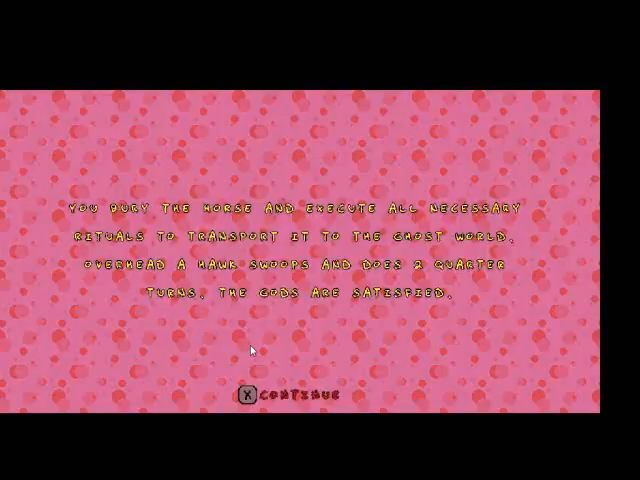 YOU BURY THE HORSE AND EXECUTE ALL NECESSARY
RITUALS TO TRANSPORT IT TO THE GHOST WORLD.
OVERHEAD A HAWK SWOOPS AND DOES 2 QUARTER
TURNS. THE GODS ARE SATISFIED.
X CONTINUE